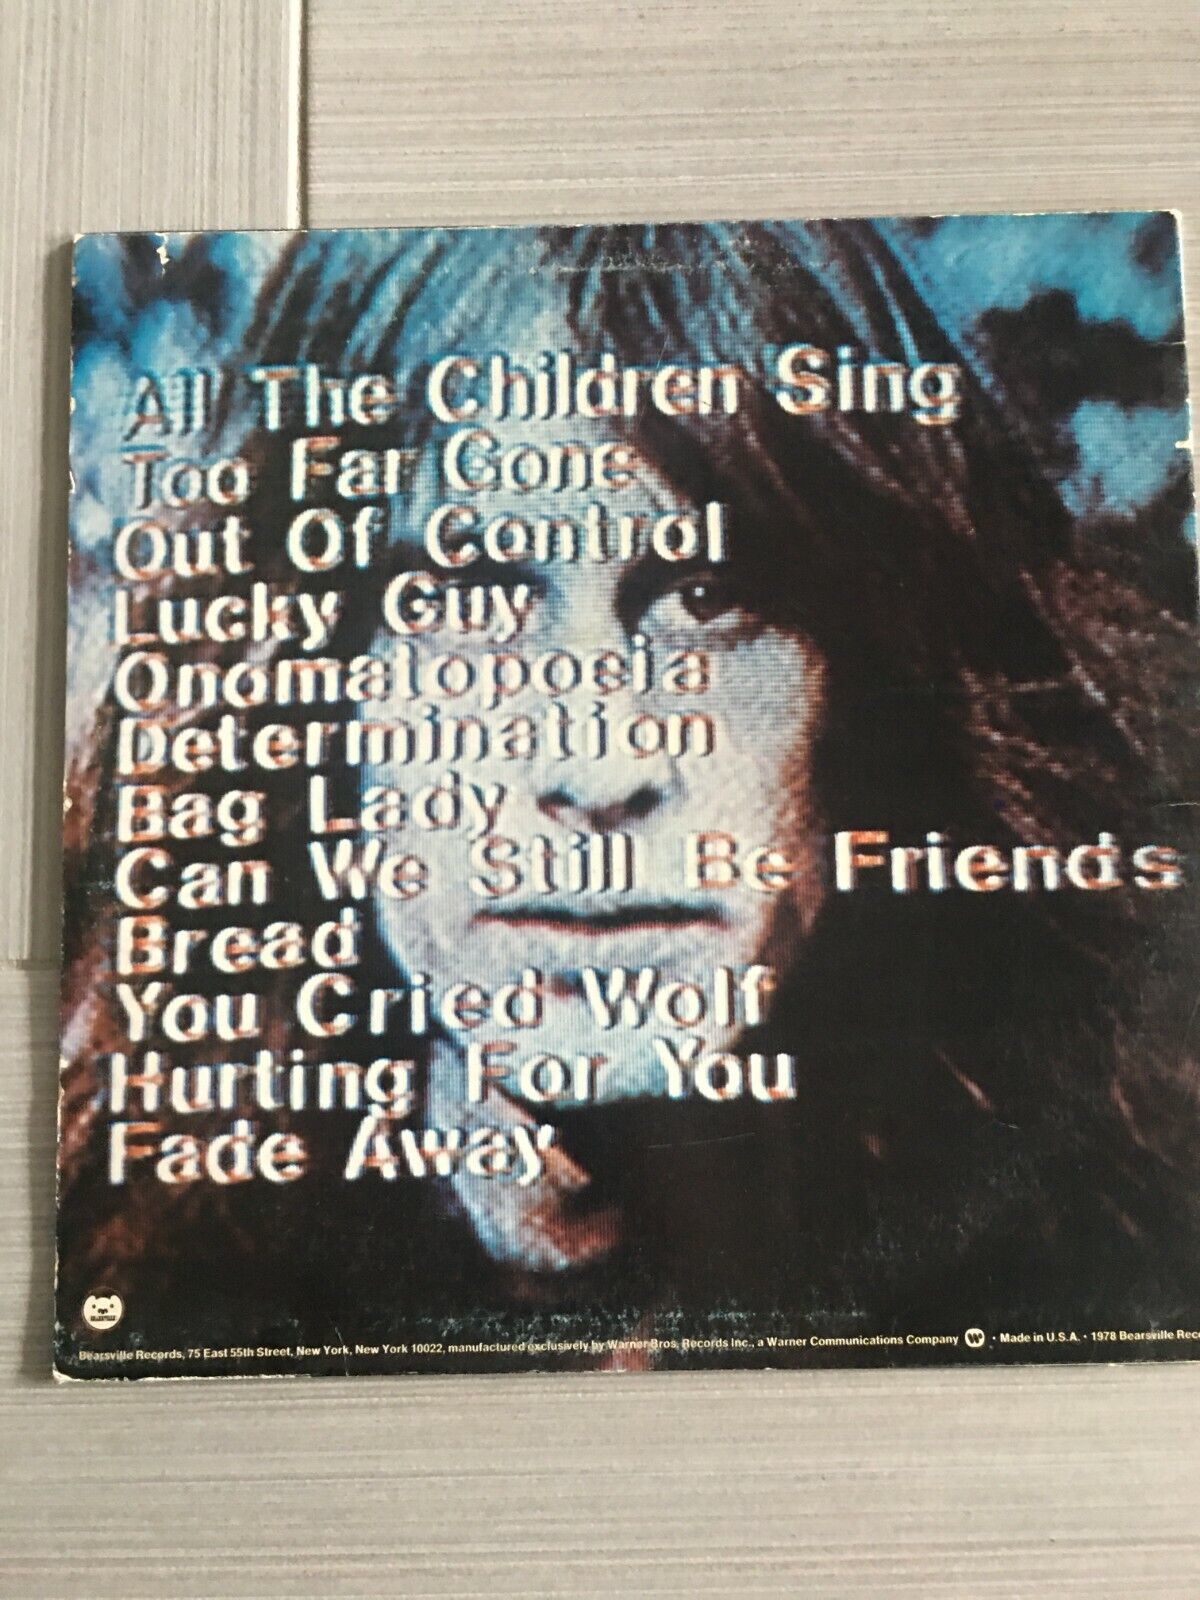 All The Children Sing
Too Far Gone
Out Of Control
Lucky Guy
Onomatopoeia
Determination
Bag Lady
Can We Still Be Friends
Bread
You Cried Wolf
Hurting For You
Fade Away
BEARSVILLE
Bearsville Records, 75 East 55th Street, New York, New York 10022, manufactured exclusively by Warner Bros. Records Inc., a Warner Communications Company W · Made in U.S.A. · 1978 Bearsville Rec